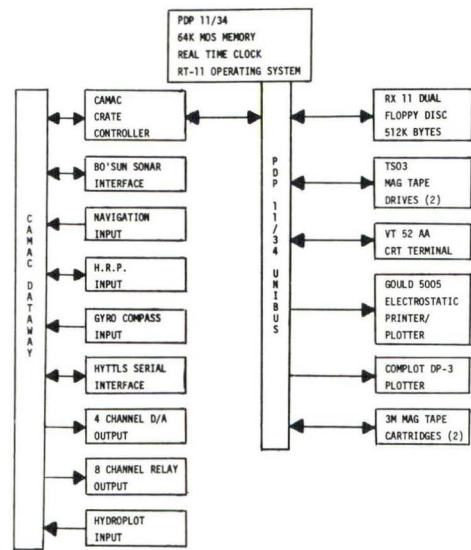 PDP 11/34
64K MOS MEMORY
REAL TIME CLOCK
RT-11 OPERATING SYSTEM
CAMAC
CRATE
CONTROLLER
BO'SUN SONAR
INTERFACE
NAVIGATION
INPUT
H.R.P.
INPUT
GYRO COMPASS
INPUT
HYTTLS SERIAL
INTERFACE
4 CHANNEL D/A
OUTPUT
8 CHANNEL RELAY
OUTPUT
HYDROPLOT
INPUT
CAMAC DATAWAY
PDP 11/34 UNIBUS
RX 11 DUAL
FLOPPY DISC
512K BYTES
TS03
MAG TAPE
DRIVES (2)
VT 52 AA
CRT TERMINAL
GOULD 5005
ELECTROSTATIC
PRINTER/
PLOTTER
COMPLOT DP-3
PLOTTER
3M MAG TAPE
CARTRIDGES (2)